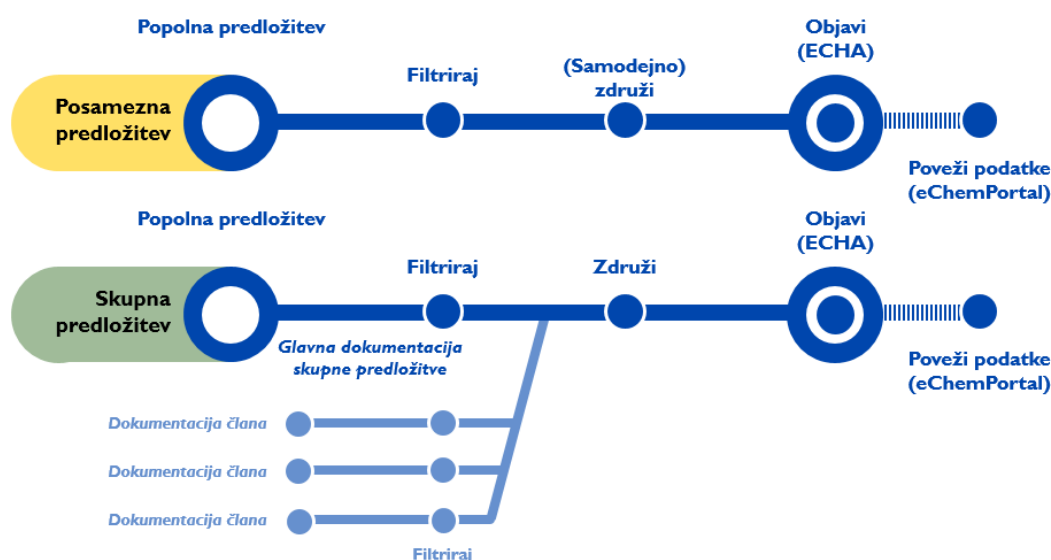 Popolna predložitev
Objavi
(ECHA)
Filtriraj
(Samodejno)
združi
Posamezna
predložitev
Poveži podatke
(eChemPortal)
Popolna predložitev
Objavi
(ECHA)
Filtriraj
Združi
Skupna
predložitev
Glavna dokumentacija
skupne predložitve
Poveži podatke
(eChemPortal)
Dokumentacija člana
Dokumentacija člana
Dokumentacija člana
Filtriraj